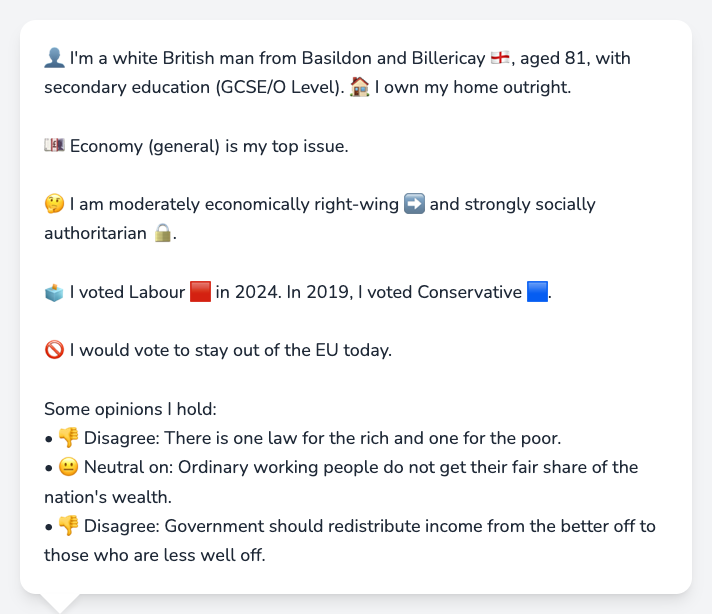 👤 I'm a white British man from Basildon and Billericay 🏴󠁧󠁢󠁥󠁮󠁧󠁿, aged 81, with
secondary education (GCSE/O Level). 🏠 I own my home outright.
💷 Economy (general) is my top issue.
🤔 I am moderately economically right-wing ➡️ and strongly socially
authoritarian 🔒.
🗳️ I voted Labour 🟥 in 2024. In 2019, I voted Conservative 🟦.
🚫 I would vote to stay out of the EU today.
Some opinions I hold:
• 👎 Disagree: There is one law for the rich and one for the poor.
• 😐 Neutral on: Ordinary working people do not get their fair share of the
nation's wealth.
• 👎 Disagree: Government should redistribute income from the better off to
those who are less well off.